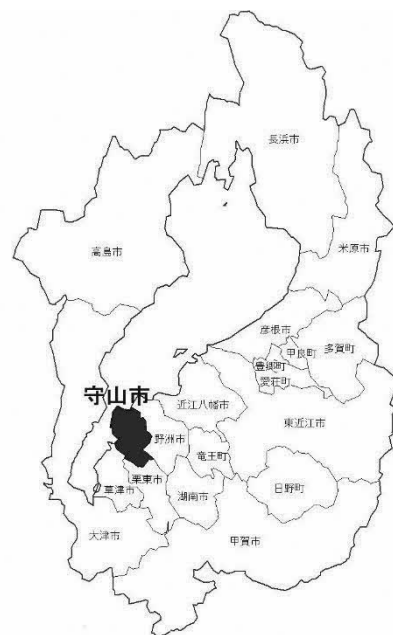 長浜市
高島市
米原市
彦根市
多賀町
甲良町
豊郷町
愛荘町
守山市
近江八幡市
東近江市
野洲市
竜王町
栗東市
草津市
湖南市
日野町
大津市
甲賀市